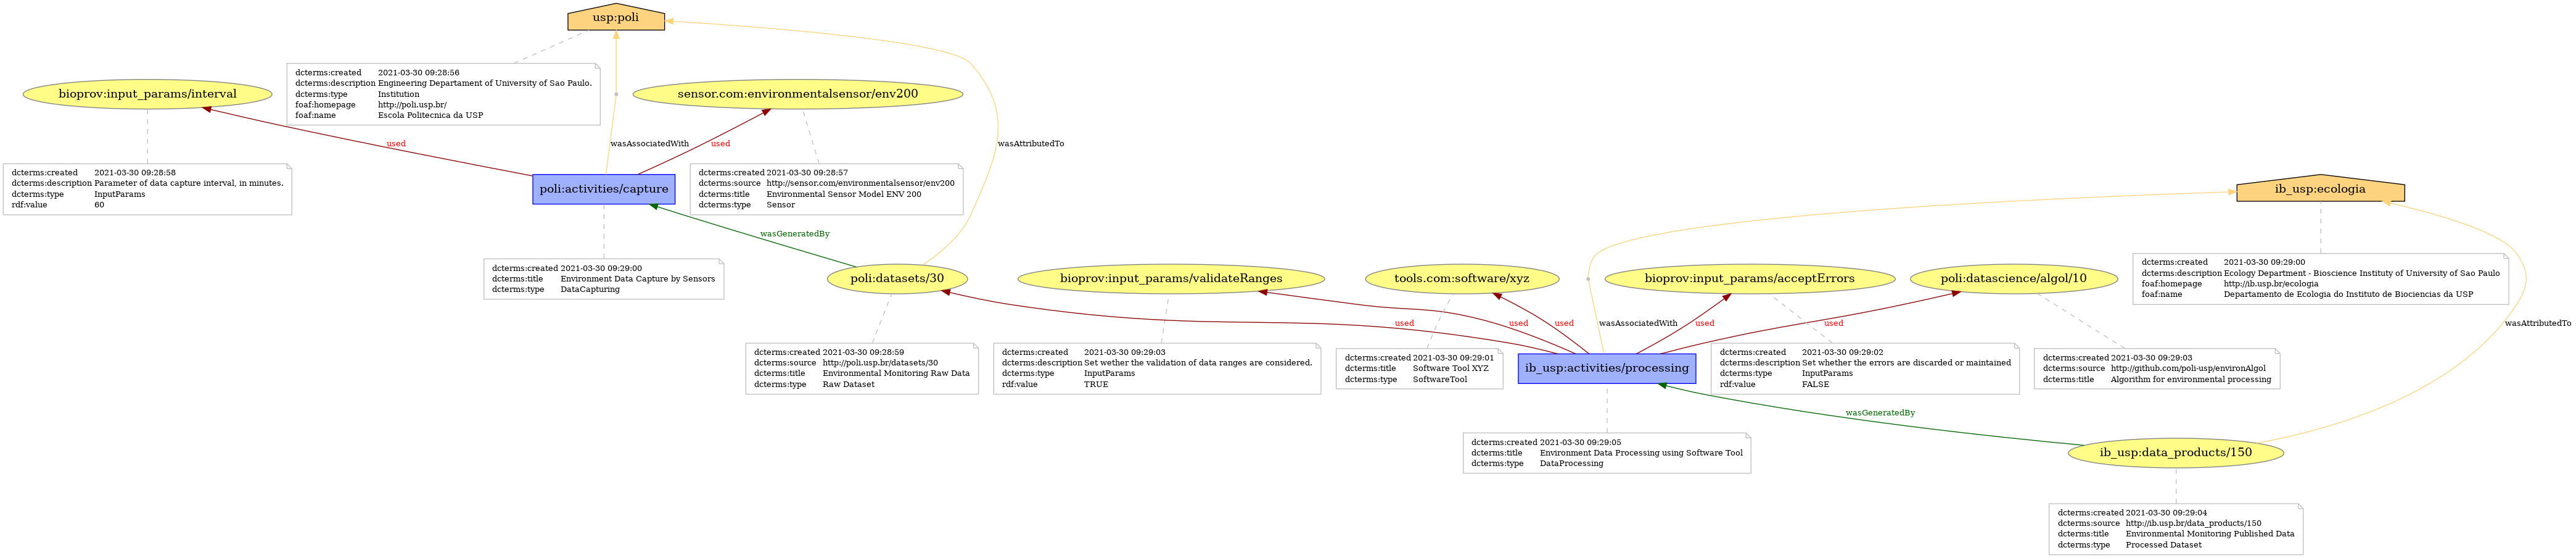 usp:poli
dcterms:created 2021-03-30 09:28:56
dcterms:description Engineering Departament of University of Sao Paulo.
dcterms:type Institution
foaf:homepage http://poli.usp.br/
foaf:name Escola Politecnica da USP
bioprov:input_params/interval
sensor.com:environmentalsensor/env200
used
wasAssociatedWith
used
wasAttributedTo
dcterms:created 2021-03-30 09:28:58
dcterms:description Parameter of data capture interval, in minutes.
dcterms:type InputParams
rdf:value 60
poli:activities/capture
dcterms:created 2021-03-30 09:28:57
dcterms:source http://sensor.com/environmentalsensor/env200
dcterms:title Environmental Sensor Model ENV 200
dcterms:type Sensor
ib_usp:ecologia
wasGeneratedBy
dcterms:created 2021-03-30 09:29:00
dcterms:title Environment Data Capture by Sensors
dcterms:type DataCapturing
poli:datasets/30
bioprov:input_params/validateRanges
tools.com:software/xyz
bioprov:input_params/acceptErrors
poli:datascience/algol/10
dcterms:created 2021-03-30 09:29:00
dcterms:description Ecology Department - Bioscience Instituty of University of Sao Paulo
foaf:homepage http://ib.usp.br/ecologia
foaf:name Departamento de Ecologia do Instituto de Biociencias da USP
used
used
used
wasAssociatedWith
used
used
wasAttributedTo
dcterms:created 2021-03-30 09:28:59
dcterms:source http://poli.usp.br/datasets/30
dcterms:title Environmental Monitoring Raw Data
dcterms:type Raw Dataset
dcterms:created 2021-03-30 09:29:03
dcterms:description Set wether the validation of data ranges are considered.
dcterms:type InputParams
rdf:value TRUE
dcterms:created 2021-03-30 09:29:01
dcterms:title Software Tool XYZ
dcterms:type SoftwareTool
ib_usp:activities/processing
dcterms:created 2021-03-30 09:29:02
dcterms:description Set whether the errors are discarded or maintained
dcterms:type InputParams
rdf:value FALSE
dcterms:created 2021-03-30 09:29:03
dcterms:source http://github.com/poli-usp/environAlgol
dcterms:title Algorithm for environmental processing
wasGeneratedBy
dcterms:created 2021-03-30 09:29:05
dcterms:title Environment Data Processing using Software Tool
dcterms:type DataProcessing
ib_usp:data_products/150
dcterms:created 2021-03-30 09:29:04
dcterms:source http://ib.usp.br/data_products/150
dcterms:title Environmental Monitoring Published Data
dcterms:type Processed Dataset